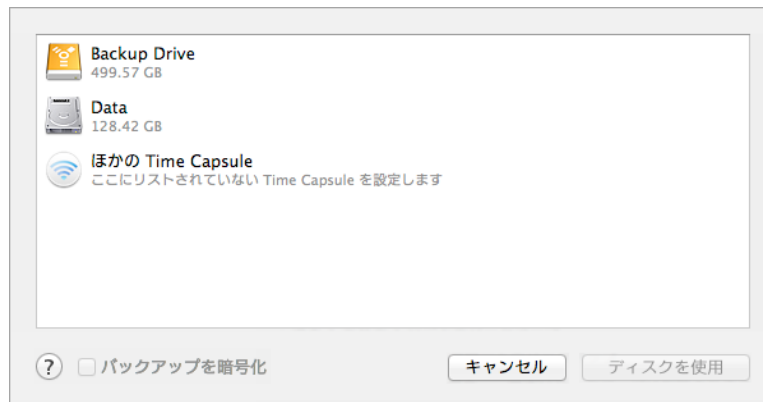 Backup Drive
499.57 GB
Data
128.42 GB
ほかの Time Capsule
ここにリストされていない Time Capsule を設定します
? バックアップを暗号化 キャンセル ディスクを使用